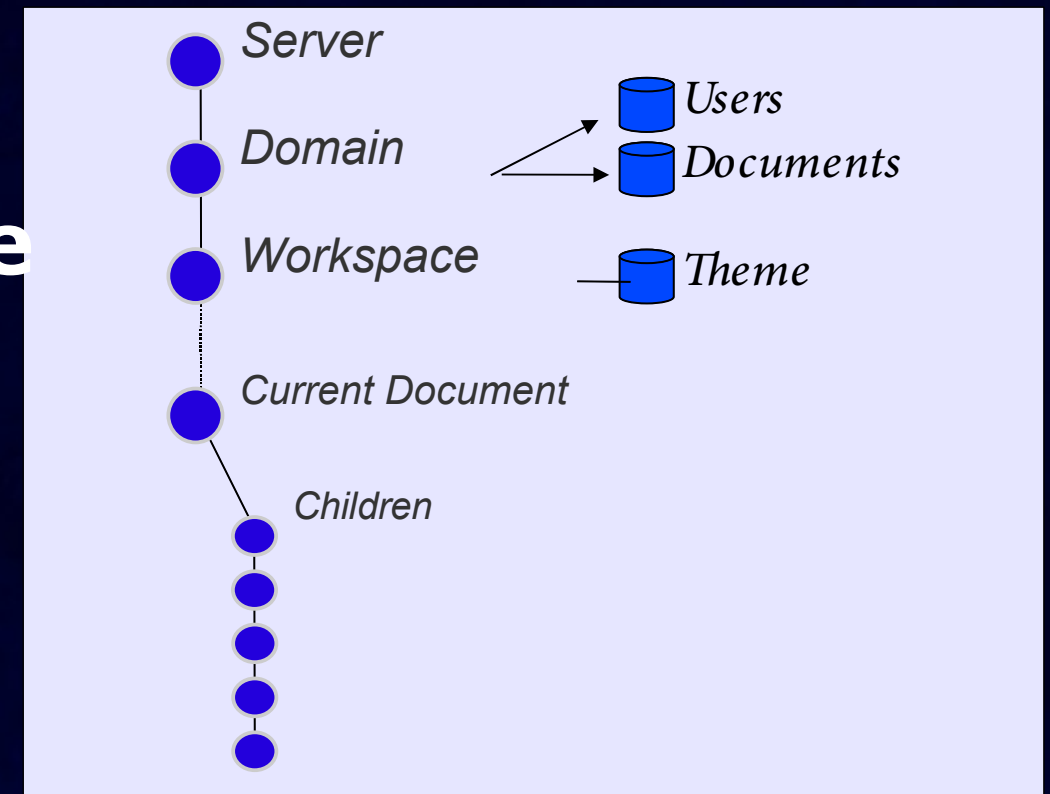 Server
Users
Domain
Documents
e
Workspace
Theme
Current Document
Children